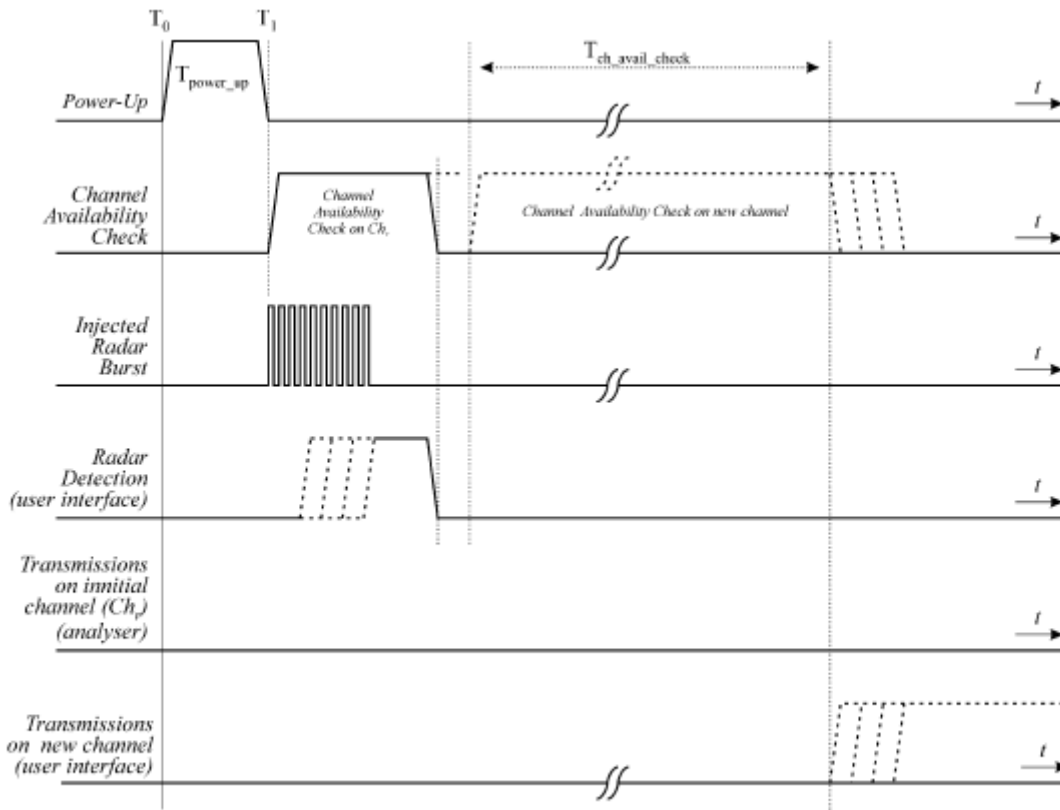 T0 T1
Tch_avail_check
Tpower_up
Power-Up
t
Channel
Availability
Check
Channel
Availability
Check on Chr
Channel Availability Check on new channel
t
Injected
Radar
Burst
t
Radar
Detection
(user interface)
t
Transmissions
on innitial
channel (Chr)
(analyser)
t
Transmissions
on new channel
(user interface)
t